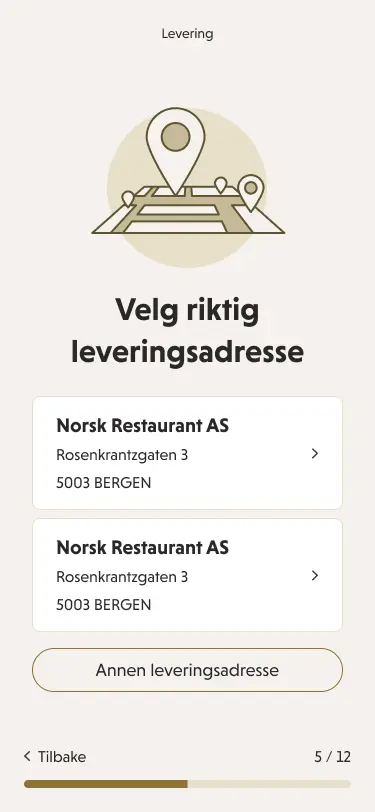 Levering
Velg riktig
leveringsadresse
Norsk Restaurant AS
Rosenkrantzgaten 3
5003 BERGEN
Norsk Restaurant AS
Rosenkrantzgaten 3
5003 BERGEN
Annen leveringsadresse
Tilbake
5 / 12